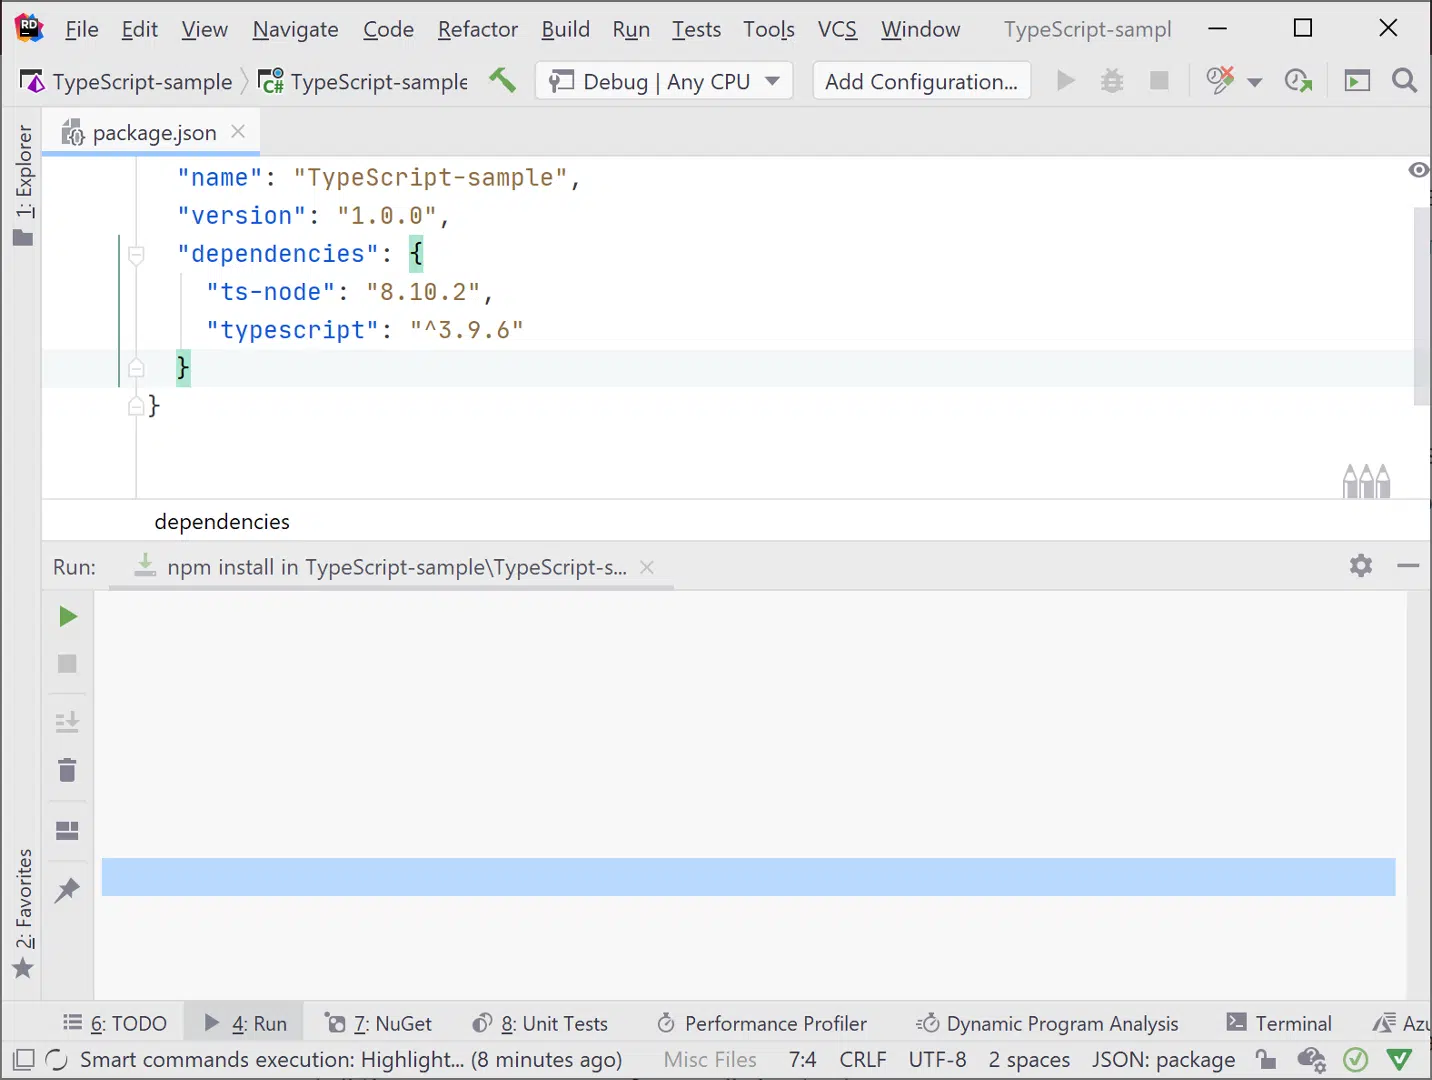 RD File Edit View Navigate Code Refactor Build Run Tests Tools VCS Window TypeScript-sampl
TypeScript-sample C# TypeScript-sample Debug | Any CPU Add Configuration...
1: Explorer
package.json
"name": "TypeScript-sample",
"version": "1.0.0",
"dependencies": {
"ts-node": "8.10.2",
"typescript": "^3.9.6"
}
}
dependencies
Run: npm install in TypeScript-sample\TypeScript-s...
2: Favorites
6: TODO 4: Run 7: NuGet 8: Unit Tests Performance Profiler Dynamic Program Analysis Terminal Azu
Smart commands execution: Highlight... (8 minutes ago) Misc Files 7:4 CRLF UTF-8 2 spaces JSON: package